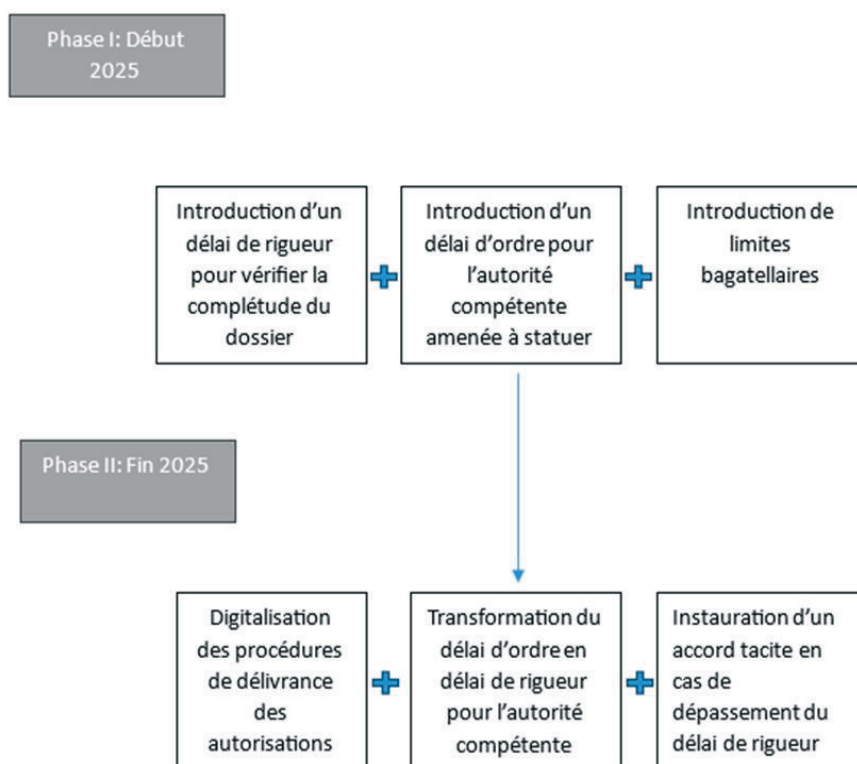 Phase I: Début
2025
Introduction d’un
délai de rigueur
pour vérifier la
complétude du
dossier
Introduction d’un
délai d’ordre pour
l’autorité
compétente
amenée à statuer
Introduction de
limites
bagatellaires
Phase II: Fin 2025
Digitalisation
des procédures
de délivrance
des
autorisations
Transformation du
délai d’ordre en
délai de rigueur
pour l’autorité
compétente
Instauration d’un
accord tacite en
cas de
dépassement du
délai de rigueur